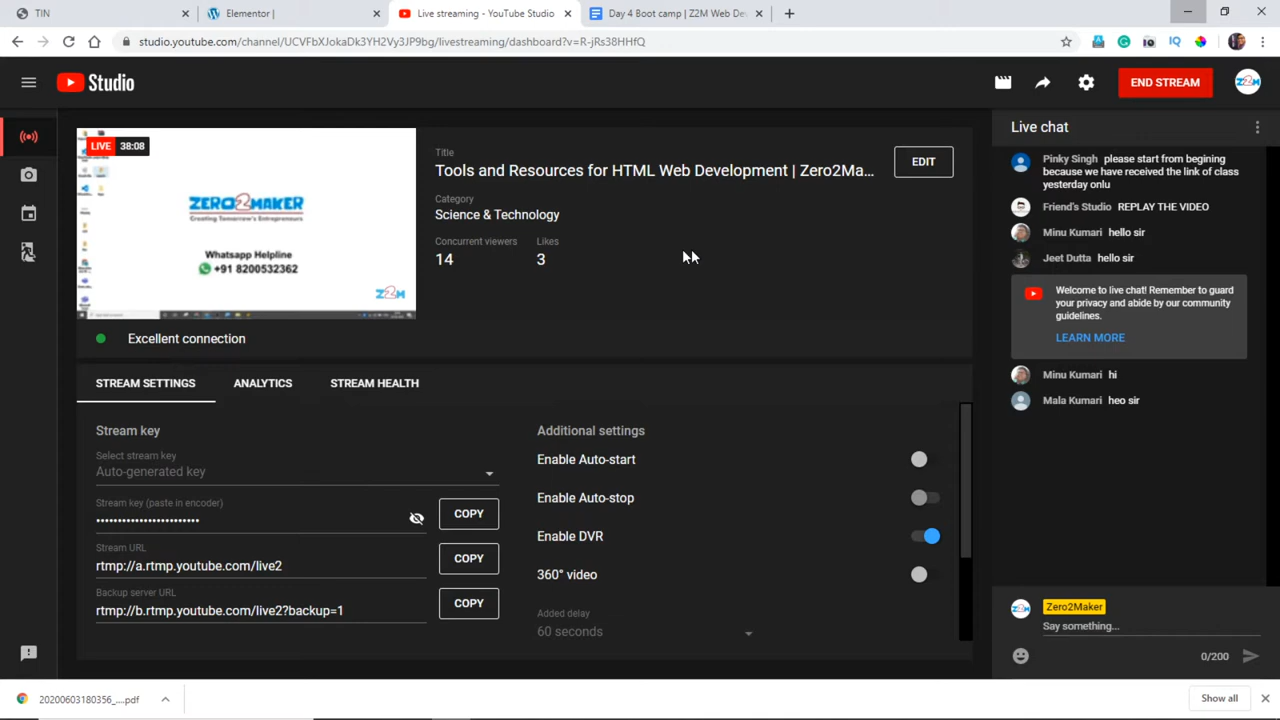 TIN
Elementor |
Live streaming - YouTube Studio
Day 4 Boot camp | Z2M Web De
studio.youtube.com/channel/UCVFbXJokaDk3YH2Vy3JP9bg/livestreaming/dashboard?v=R-jRs38HHfQ
Studio
END STREAM
Z2M
LIVE 38:08
ZERO2MAKER
Creating Tomorrow's Entrepreneurs
Whatsapp Helpline
+91 8200532362
Z2M
Excellent connection
Title
Tools and Resources for HTML Web Development | Zero2Ma...
EDIT
Category
Science & Technology
Concurrent viewers
14
Likes
3
STREAM SETTINGS
ANALYTICS
STREAM HEALTH
Stream key
Select stream key
Auto-generated key
Stream key (paste in encoder)
COPY
Stream URL
rtmp://a.rtmp.youtube.com/live2
COPY
Backup server URL
rtmp://b.rtmp.youtube.com/live2?backup=1
COPY
Additional settings
Enable Auto-start
Enable Auto-stop
Enable DVR
360° video
Added delay
60 seconds
Live chat
Pinky Singh please start from begining
because we have received the link of class
yesterday onlu
Friend's Studio REPLAY THE VIDEO
Minu Kumari hello sir
Jeet Dutta hello sir
Welcome to live chat! Remember to guard
your privacy and abide by our community
guidelines.
LEARN MORE
Minu Kumari hi
Mala Kumari heo sir
Zero2Maker
Say something...
0/200
20200603180356_....pdf
Show all